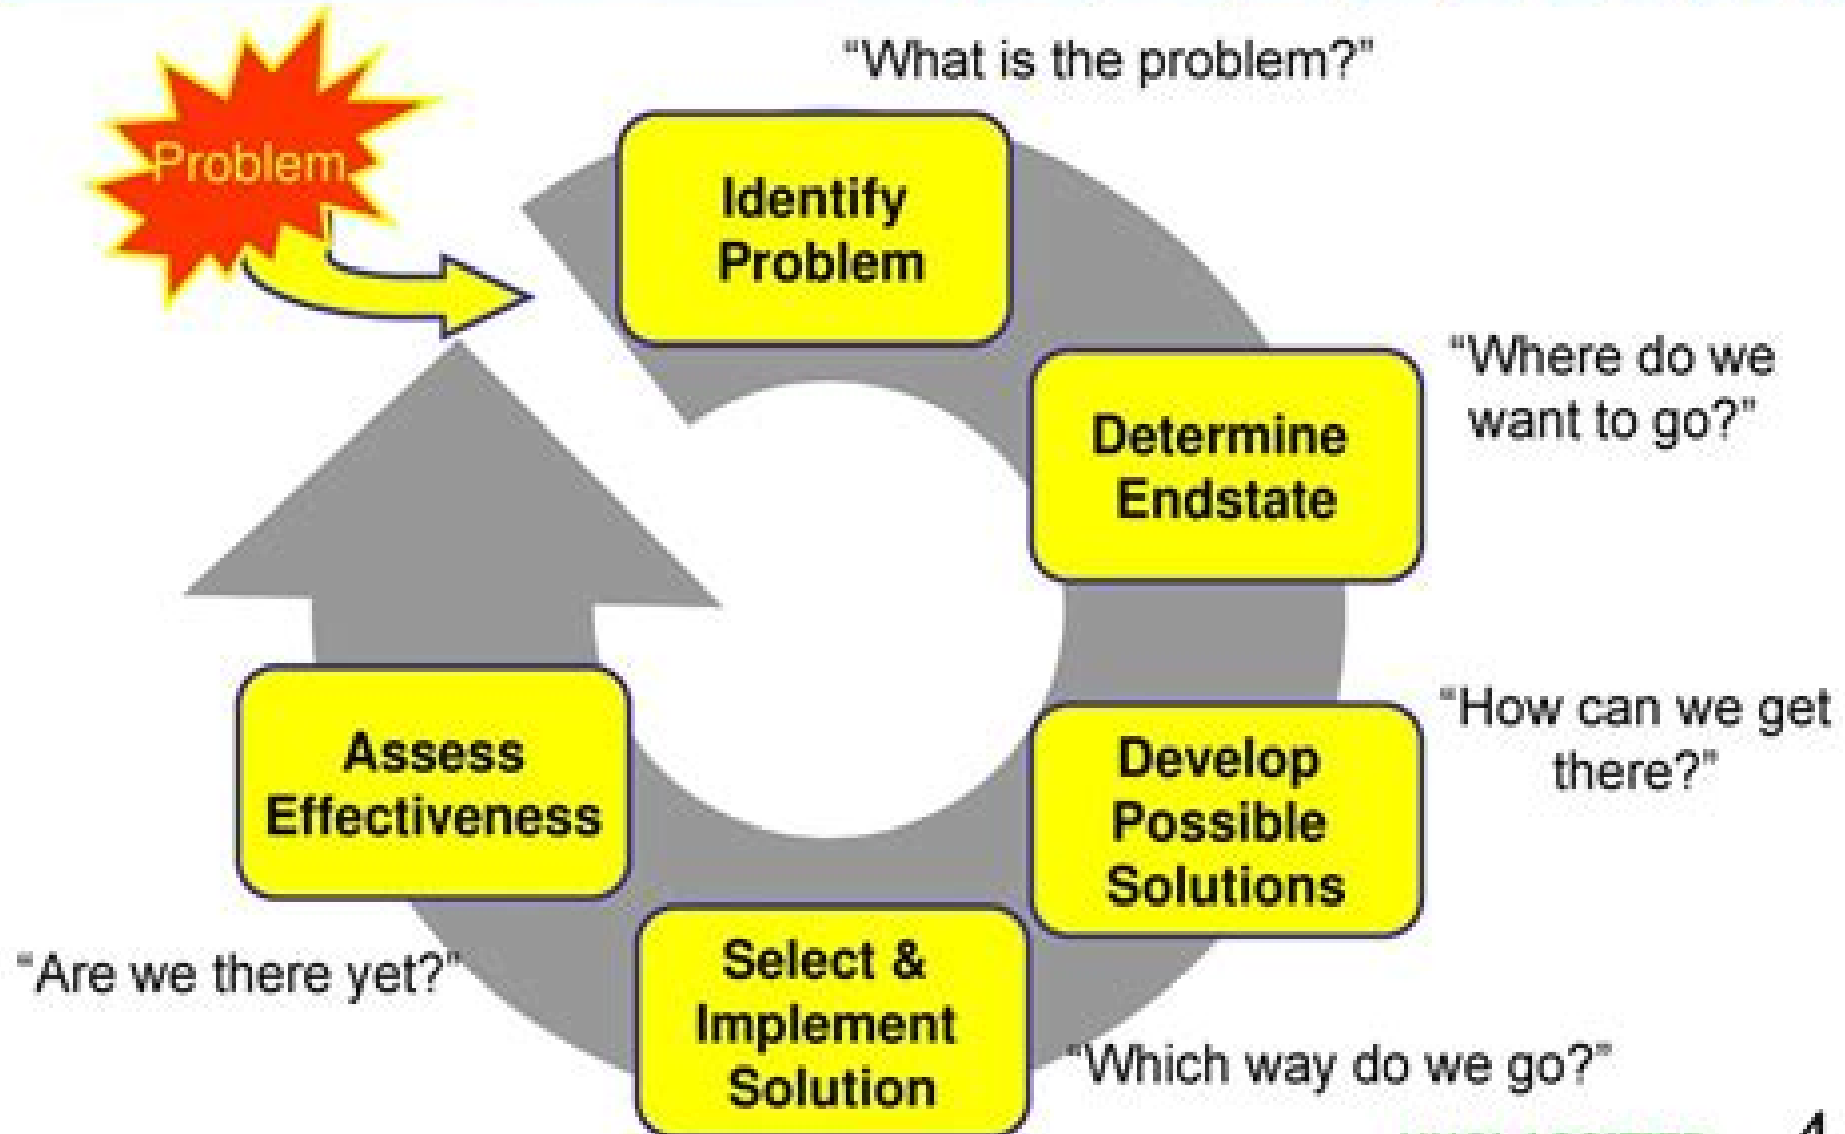 “What is the problem?”
Problem
Identify
Problem
“Where do we
want to go?”
Determine
Endstate
“How can we get
there?”
Develop
Possible
Solutions
Assess
Effectiveness
“Are we there yet?”
Select &
Implement
Solution
“Which way do we go?”